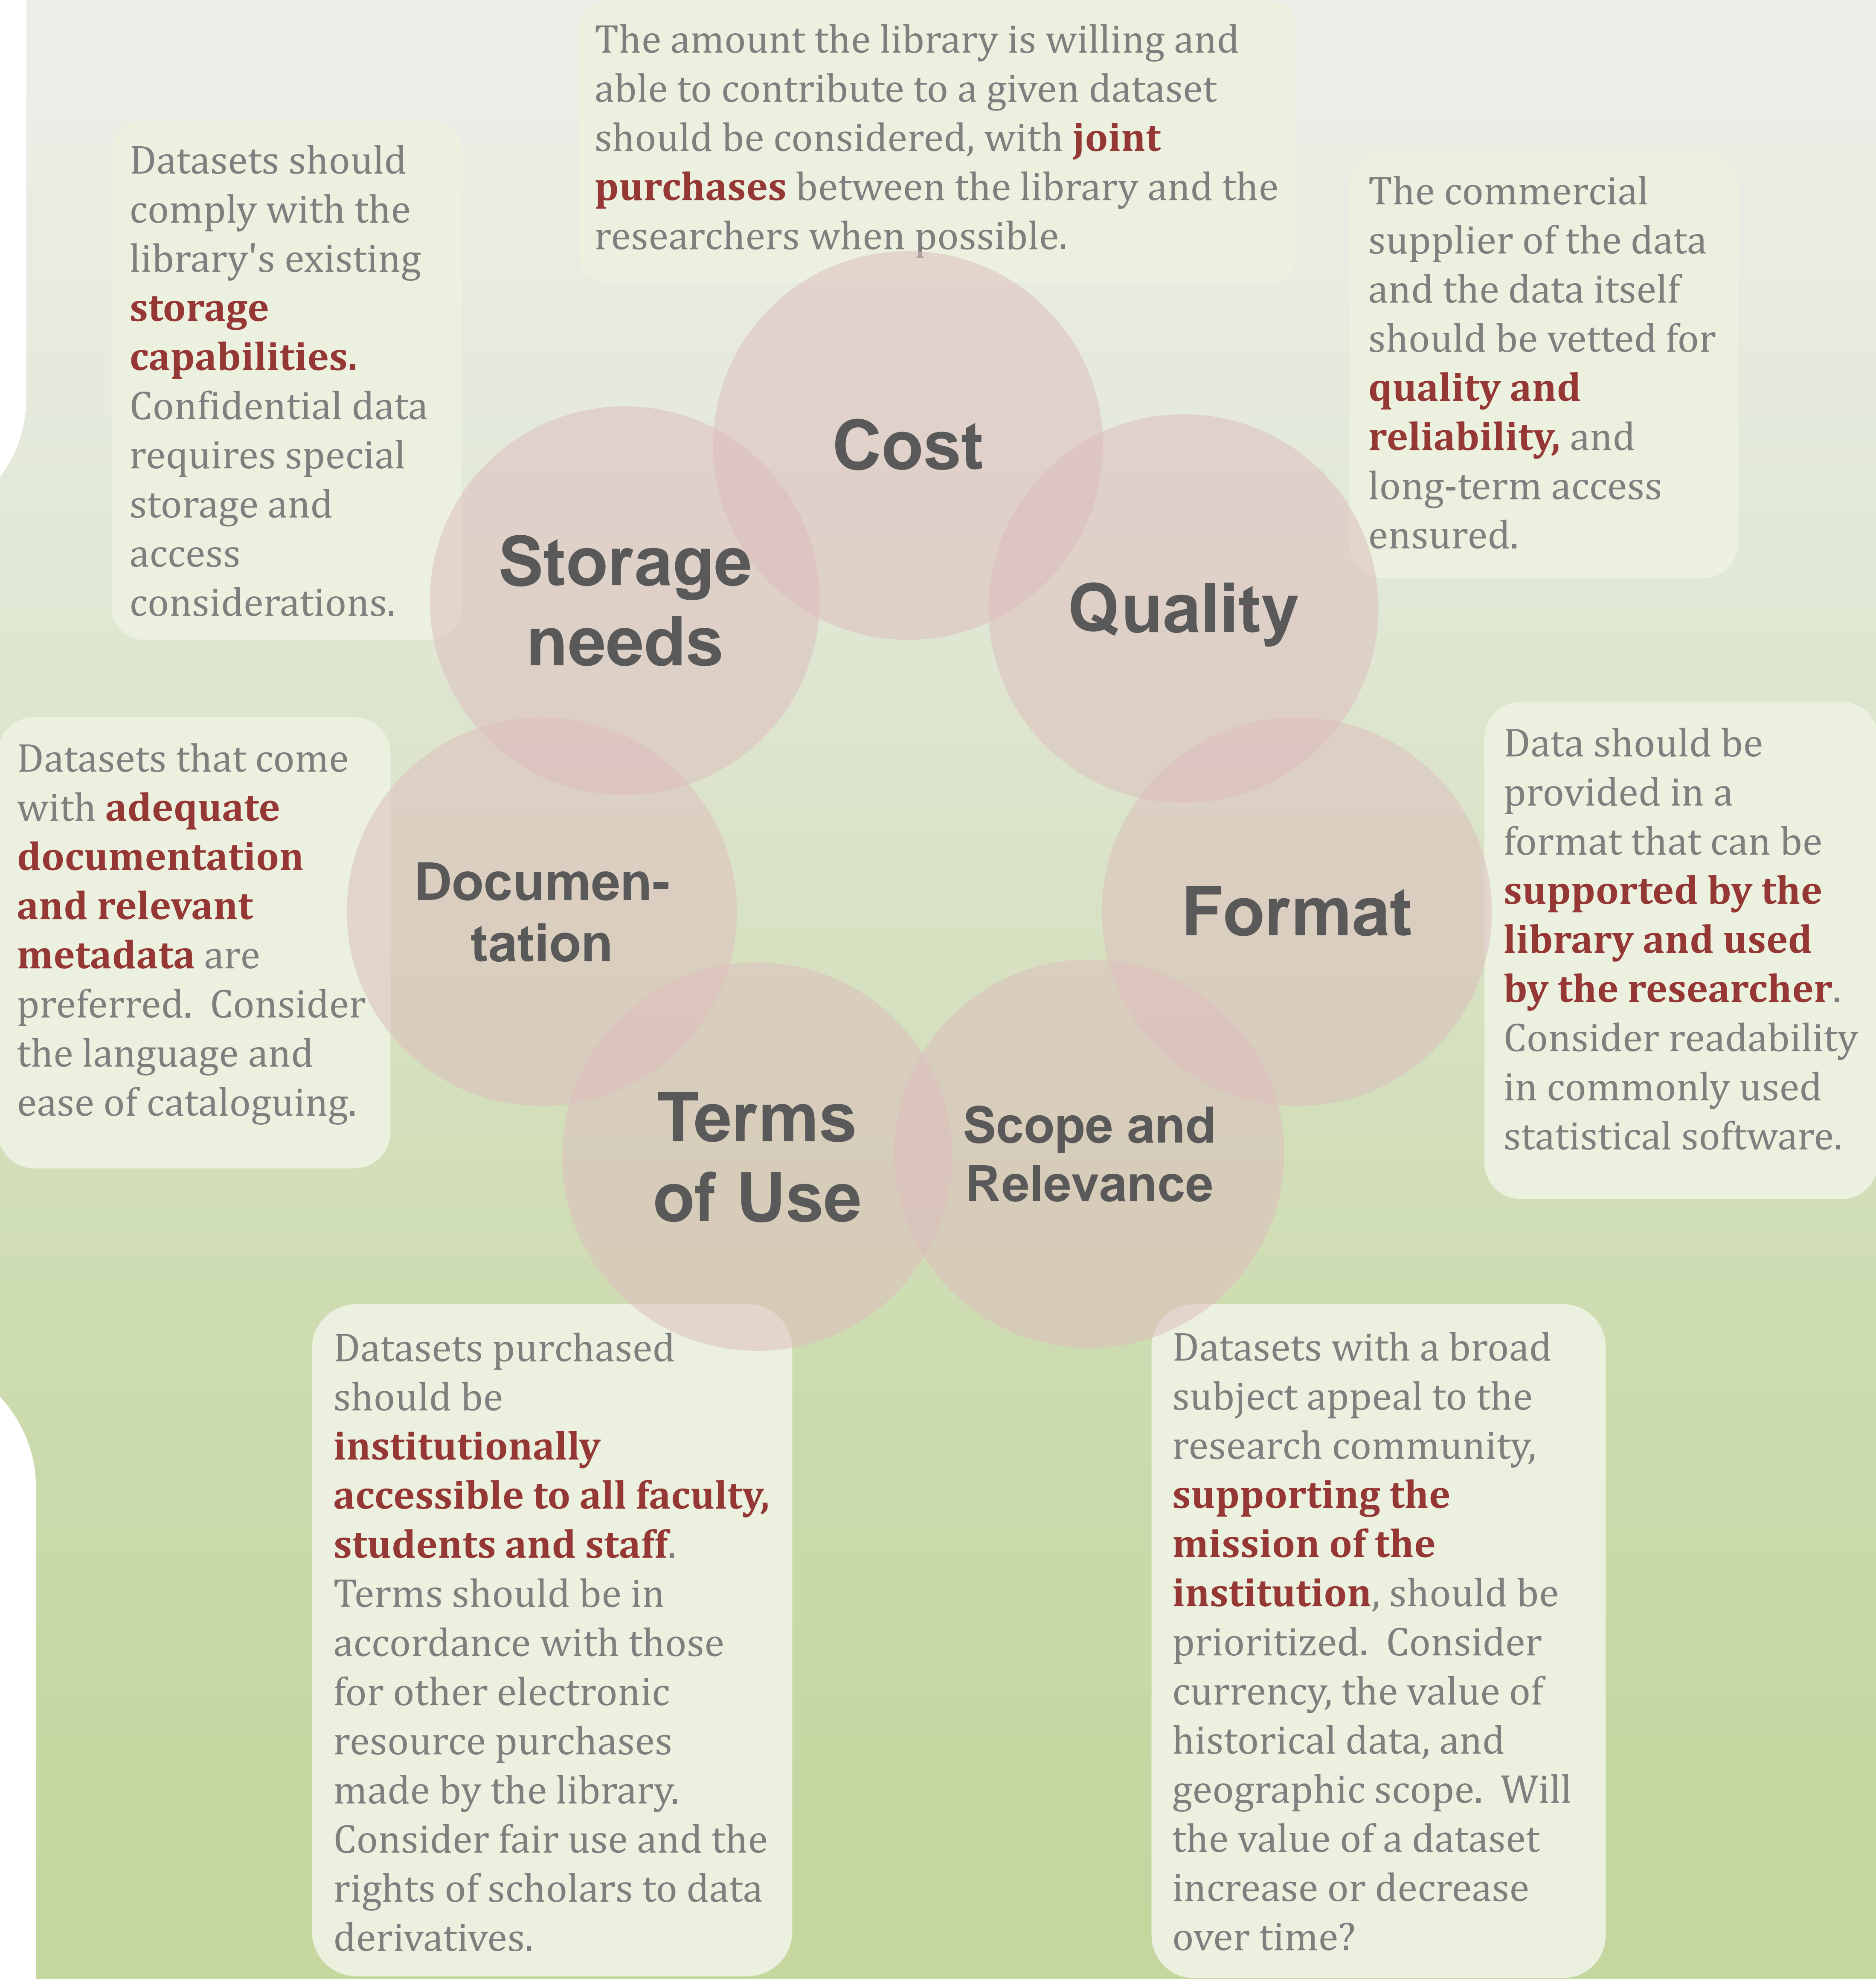 The amount the library is willing and
able to contribute to a given dataset
should be considered, with joint
purchases between the library and the
researchers when possible.
Datasets should
comply with the
library's existing
storage
capabilities.
Confidential data
requires special
storage and
access
considerations.
The commercial
supplier of the data
and the data itself
should be vetted for
quality and
reliability, and
long-term access
ensured.
Cost
Storage
needs
Quality
Datasets that come
with adequate
documentation
and relevant
metadata are
preferred.  Consider
the language and
ease of cataloguing.
Documen-
tation
Format
Data should be
provided in a
format that can be
supported by the
library and used
by the researcher.
Consider readability
in commonly used
statistical software.
Terms
of Use
Scope and
Relevance
Datasets purchased
should be
institutionally
accessible to all faculty,
students and staff.
Terms should be in
accordance with those
for other electronic
resource purchases
made by the library.
Consider fair use and the
rights of scholars to data
derivatives.
Datasets with a broad
subject appeal to the
research community,
supporting the
mission of the
institution, should be
prioritized.  Consider
currency, the value of
historical data, and
geographic scope.  Will
the value of a dataset
increase or decrease
over time?